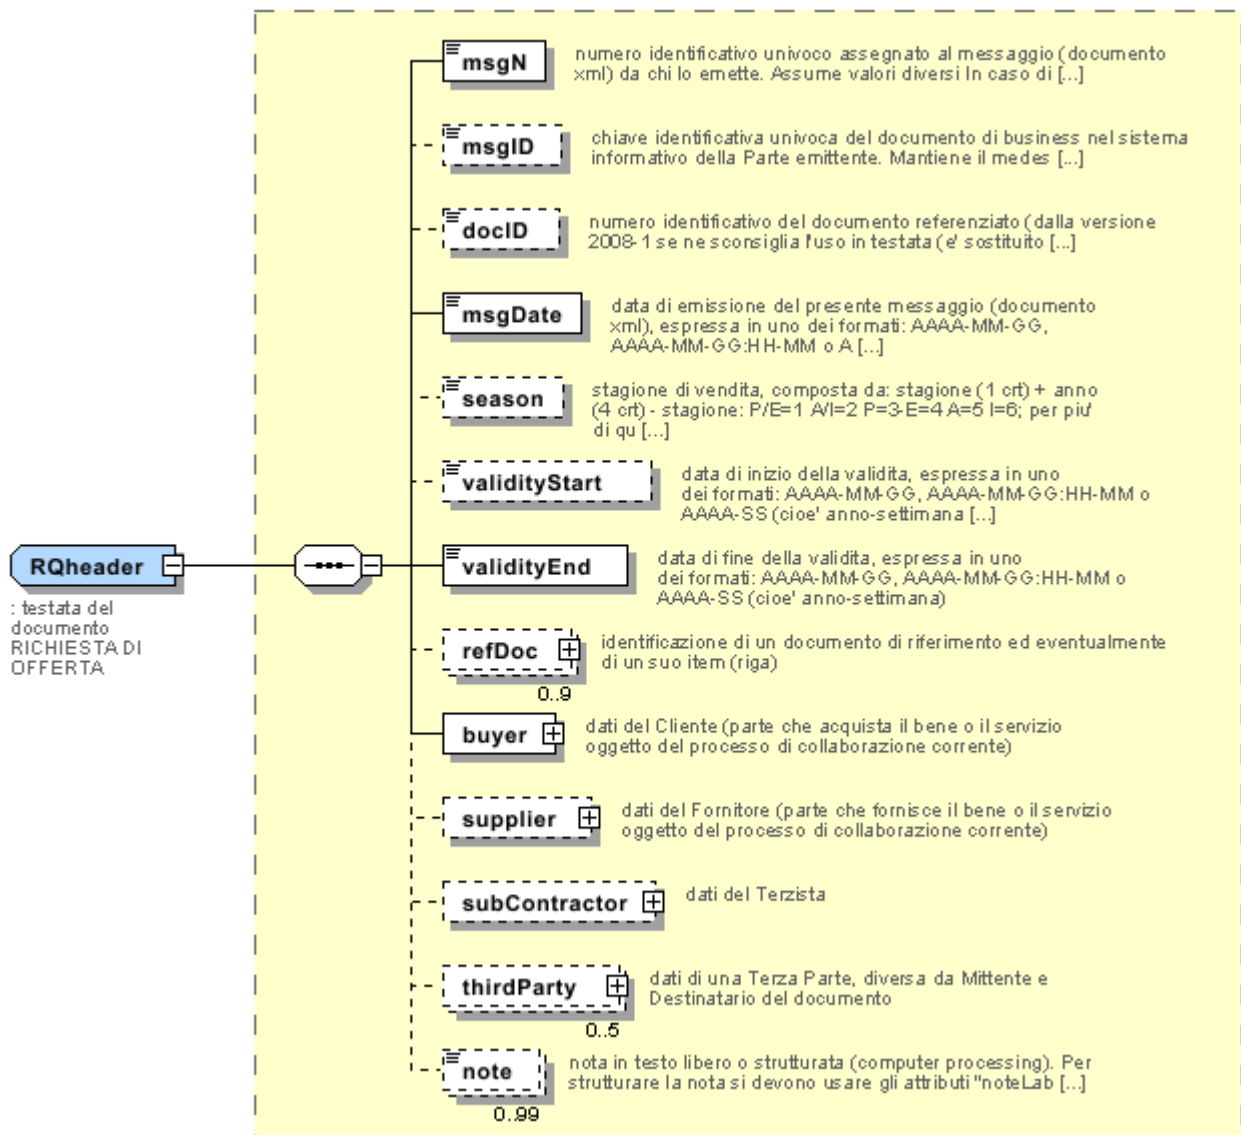 msgN
numero identificativo univoco assegnato al messaggio (documento
xml) da chi lo emette. Assume valori diversi In caso di [...]
msgID
chiave identificativa univoca del documento di business nel sistema
informativo della Parte emittente. Mantiene il medes [...]
docID
numero identificativo del documento referenziato (dalla versione
2008-1 se ne sconsiglia l'uso in testata (e' sostituito [...]
msgDate
data di emissione del presente messaggio (documento
xml), espressa in uno dei formati: AAAA-MM-GG,
AAAA-MM-GG:HH-MM o A [...]
season
stagione di vendita, composta da: stagione (1 crt) + anno
(4 crt) - stagione: P/E=1 A/I=2 P=3-E=4 A=5 I=6; per piu'
di qu [...]
validityStart
data di inizio della validita, espressa in uno
dei formati: AAAA-MM-GG, AAAA-MM-GG:HH-MM o
AAAA-SS (cioe' anno-settimana [...]
RQheader
: testata del
documento
RICHIESTA DI
OFFERTA
validityEnd
data di fine della validita, espressa in uno
dei formati: AAAA-MM-GG, AAAA-MM-GG:HH-MM o
AAAA-SS (cioe' anno-settimana)
refDoc
identificazione di un documento di riferimento ed eventualmente
di un suo item (riga)
0..9
buyer
dati del Cliente (parte che acquista il bene o il servizio
oggetto del processo di collaborazione corrente)
supplier
dati del Fornitore (parte che fornisce il bene o il servizio
oggetto del processo di collaborazione corrente)
subContractor
dati del Terzista
thirdParty
dati di una Terza Parte, diversa da Mittente e
Destinatario del documento
0..5
note
nota in testo libero o strutturata (computer processing). Per
strutturare la nota si devono usare gli attributi "noteLab [...]
0..99